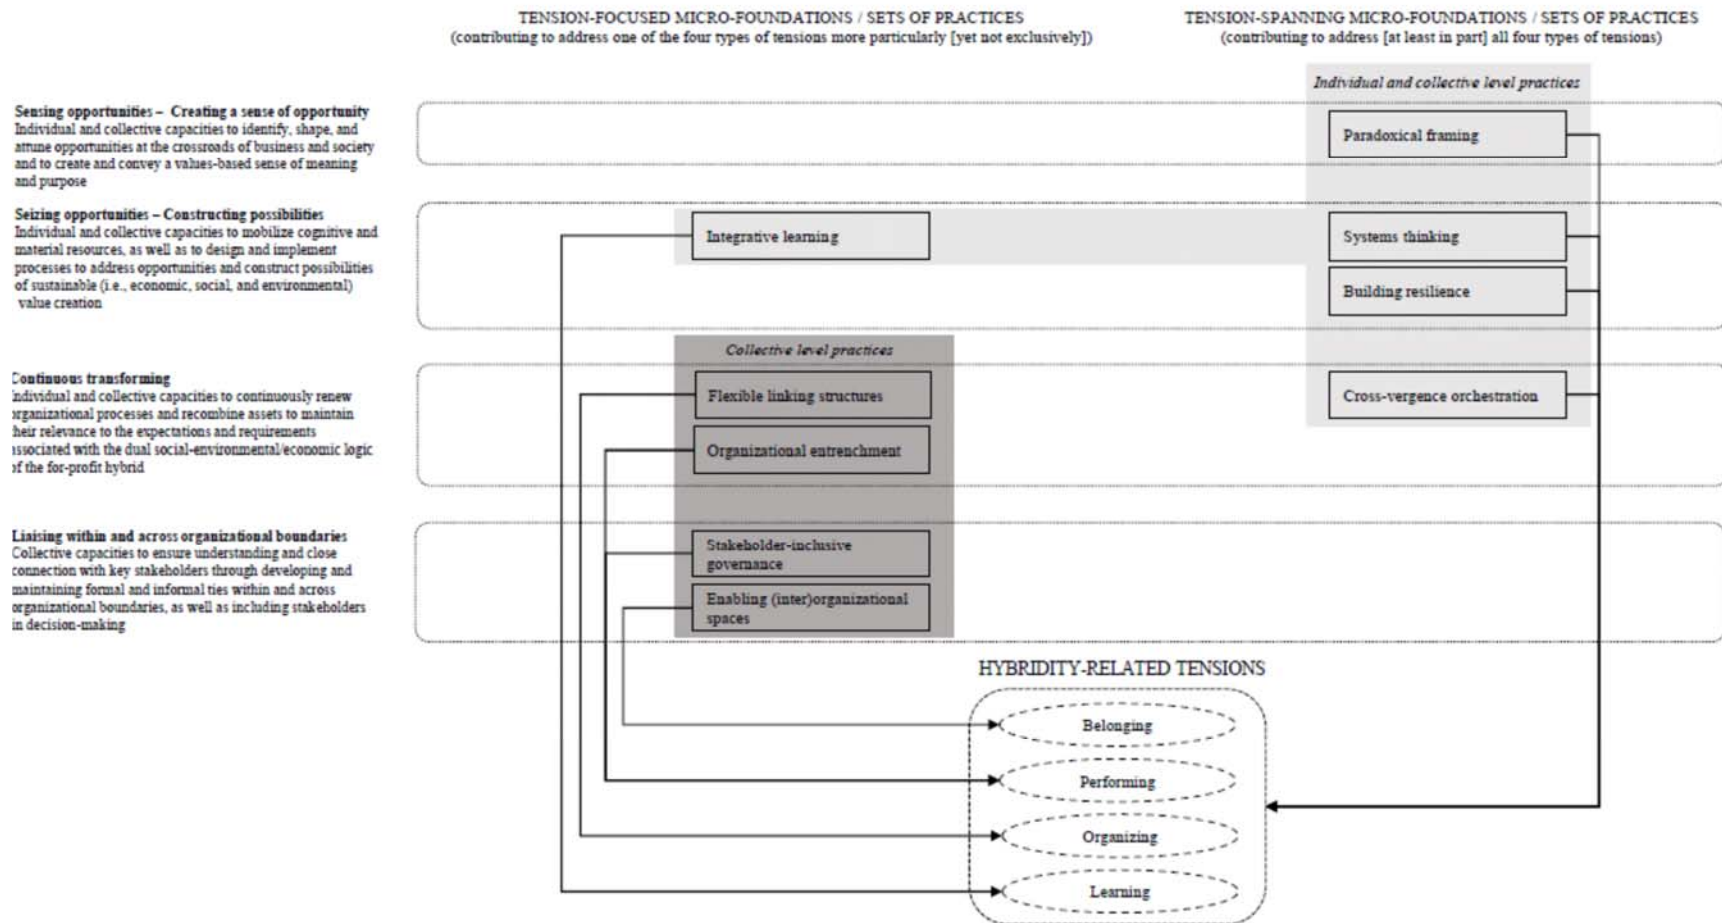 TENSION-FOCUSED MICRO-FOUNDATIONS / SETS OF PRACTICES
(contributing to address one of the four types of tensions more particularly [yet not exclusively])
TENSION-SPANNING MICRO-FOUNDATIONS / SETS OF PRACTICES
(contributing to address [at least in part] all four types of tensions)
Individual and collective level practices
Sensing opportunities – Creating a sense of opportunity
Individual and collective capacities to identify, shape, and
attune opportunities at the crossroads of business and society
and to create and convey a values-based sense of meaning
and purpose
Paradoxical framing
Seizing opportunities – Constructing possibilities
Individual and collective capacities to mobilize cognitive and
material resources, as well as to design and implement
processes to address opportunities and construct possibilities
of sustainable (i.e., economic, social, and environmental)
value creation
Integrative learning
Systems thinking
Building resilience
Collective level practices
Continuous transforming
Individual and collective capacities to continuously renew
organizational processes and recombine assets to maintain
their relevance to the expectations and requirements
associated with the dual social-environmental/economic logic
of the for-profit hybrid
Flexible linking structures
Organizational entrenchment
Cross-vergence orchestration
Liaising within and across organizational boundaries
Collective capacities to ensure understanding and close
connection with key stakeholders through developing and
maintaining formal and informal ties within and across
organizational boundaries, as well as including stakeholders
in decision-making
Stakeholder-inclusive
governance
Enabling (inter)organizational
spaces
HYBRIDITY-RELATED TENSIONS
Belonging
Performing
Organizing
Learning